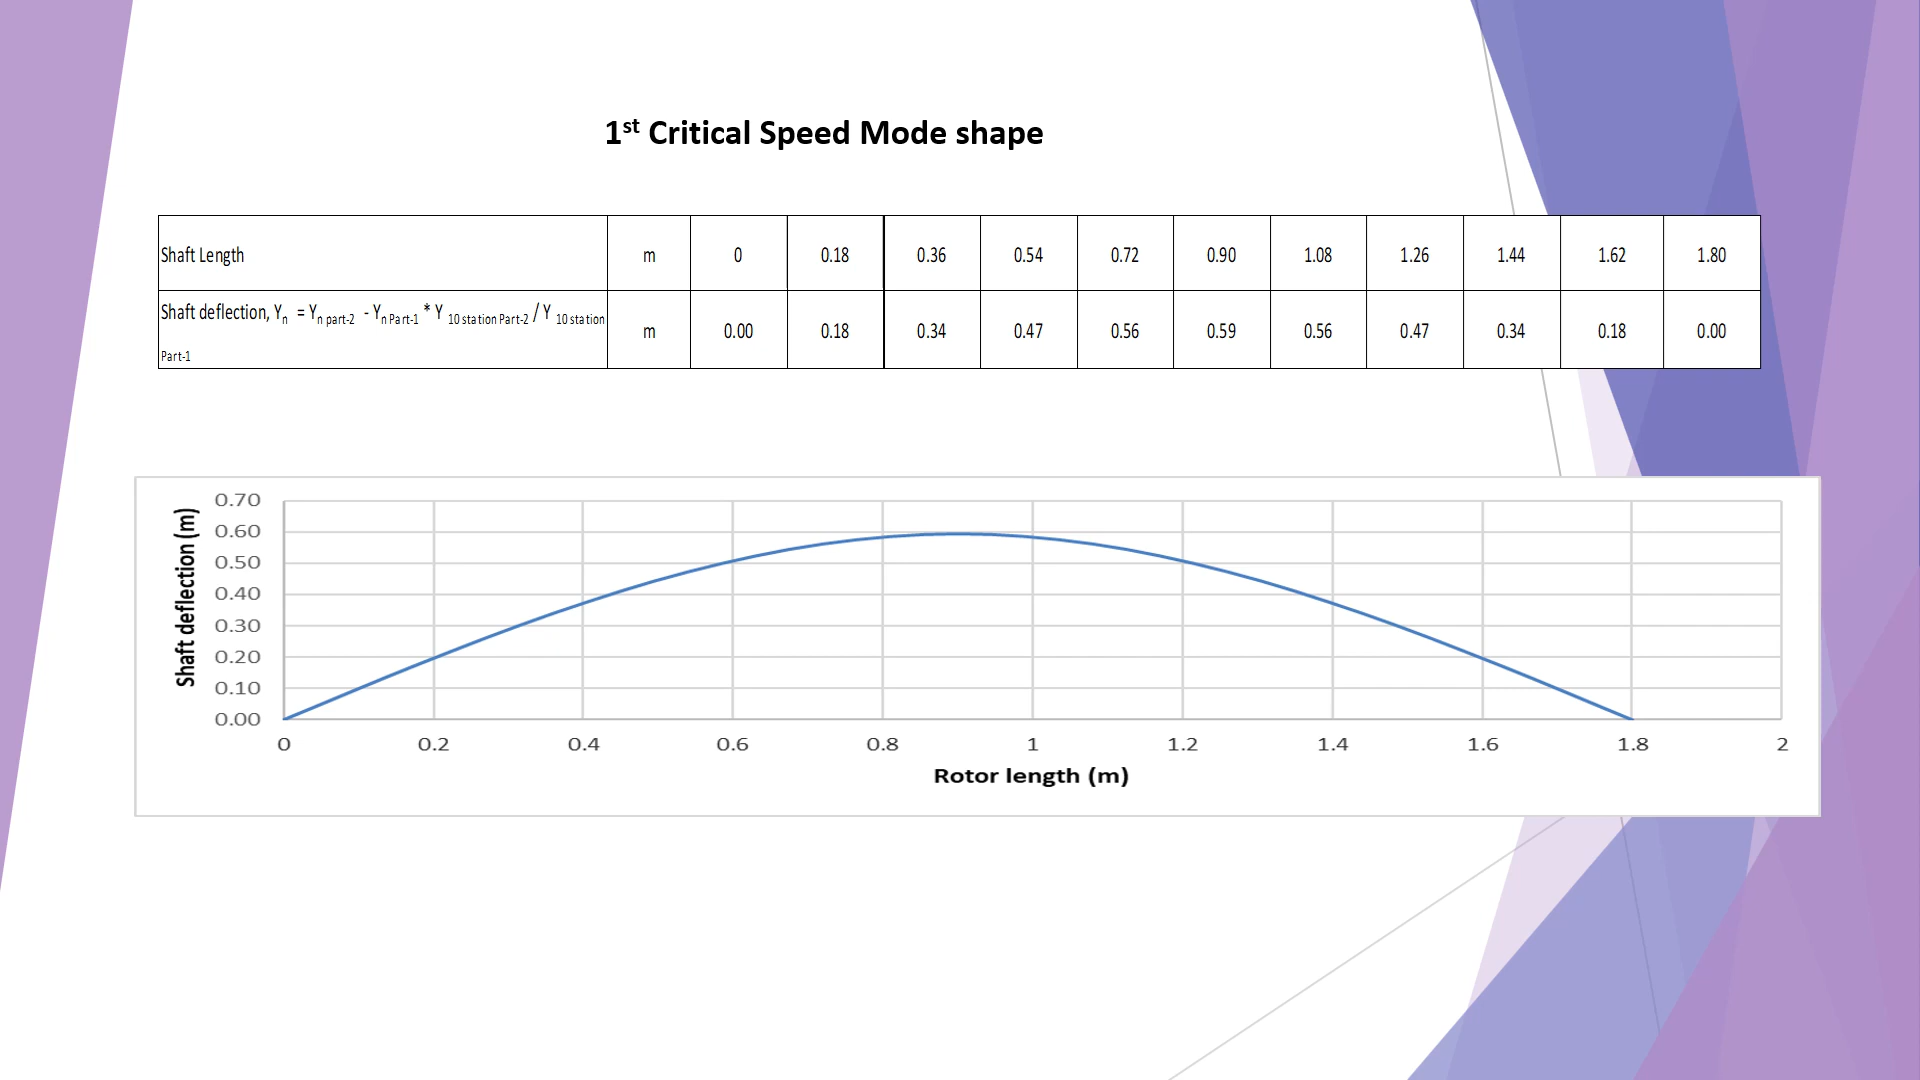 1st Critical Speed Mode shape
Shaft Length m 0 0.18 0.36 0.54 0.72 0.90 1.08 1.26 1.44 1.62 1.80
Shaft deflection, Yn = Yn part-2 - Yn Part-1 * Y 10 station Part-2 / Y 10 station
Part-1
m 0.00 0.18 0.34 0.47 0.56 0.59 0.56 0.47 0.34 0.18 0.00
Shaft deflection (m)
0.70
0.60
0.50
0.40
0.30
0.20
0.10
0.00
0 0.2 0.4 0.6 0.8 1 1.2 1.4 1.6 1.8 2
Rotor length (m)